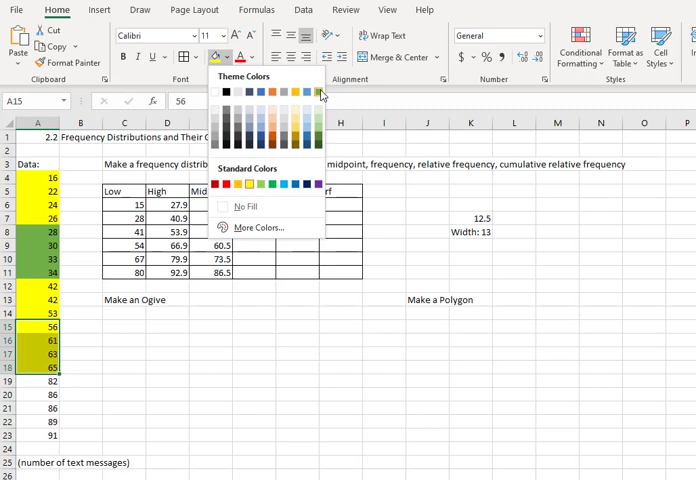 File Home Insert Draw Page Layout Formulas Data Review View Help
Cut
Copy
Paste
Format Painter
Clipboard
Calibri 11
B I U
Font
Wrap Text
Merge & Center
Alignment
General
$ % 9
Number
Conditional Formatting
Format as Table
Cell Styles
Styles
Theme Colors
Standard Colors
No Fill
More Colors...
A15 56
A B C D H I J K L M N O P
1 2.2 Frequency Distributions and Their G
2
3 Data: Make a frequency distrib midpoint, frequency, relative frequency, cumulative relative frequency
4 16
5 22 Low High Mid rf
6 24 15 27.9
7 26 28 40.9 12.5
8 28 41 53.9 Width: 13
9 30 54 66.9 60.5
10 33 67 79.9 73.5
11 34 80 92.9 86.5
12 42
13 42 Make an Ogive Make a Polygon
14 53
15 56
16 61
17 63
18 65
19 82
20 86
21 86
22 89
23 91
24
25 (number of text messages)
26